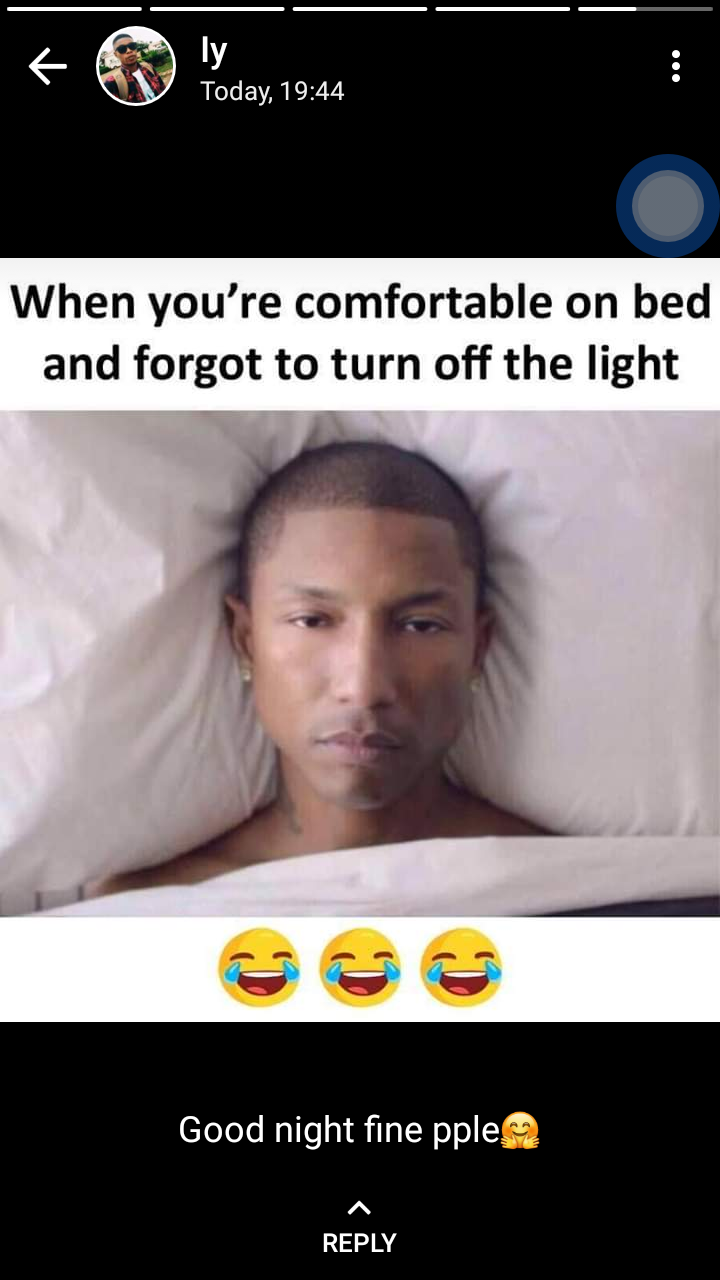 ly
Today, 19:44
When you're comfortable on bed
and forgot to turn off the light
😂 😂 😂
Good night fine pple🤗
REPLY